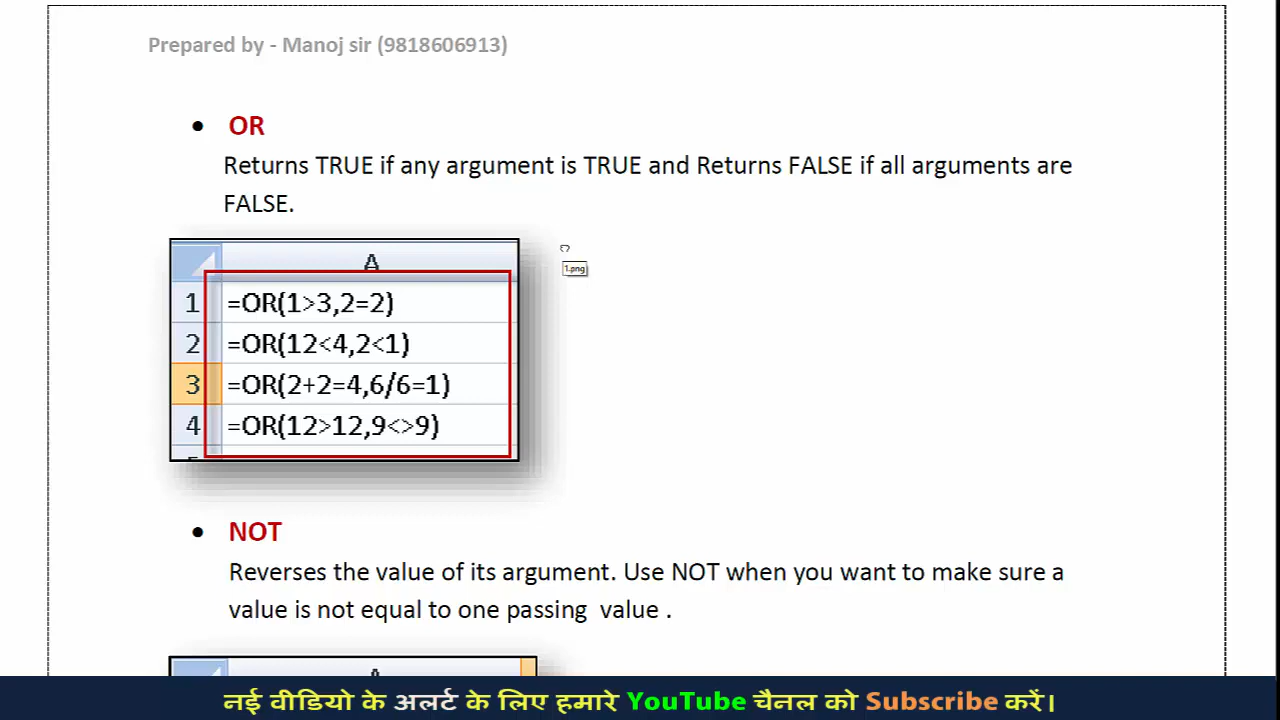 Prepared by - Manoj sir (9818606913)
• OR
Returns TRUE if any argument is TRUE and Returns FALSE if all arguments are
FALSE.
A
1 =OR(1>3,2=2)
2 =OR(12<4,2<1)
3 =OR(2+2=4,6/6=1)
4 =OR(12>12,9<>9)
1.png
• NOT
Reverses the value of its argument. Use NOT when you want to make sure a
value is not equal to one passing value .
नई वीडियो के अलर्ट के लिए हमारे YouTube चैनल को Subscribe करें।